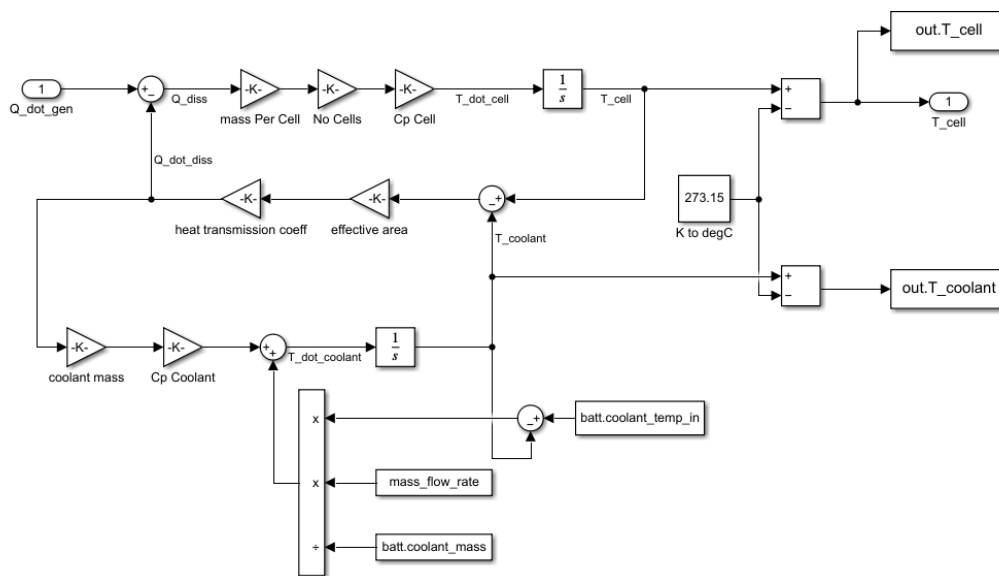 out.T_cell
1
Q_dot_gen
+
−
Q_diss
-K-
mass Per Cell
-K-
No Cells
-K-
Cp Cell
T_dot_cell
1
s
T_cell
+
−
1
T_cell
Q_dot_diss
-K-
heat transmission coeff
-K-
effective area
−
+
T_coolant
273.15
K to degC
+
−
out.T_coolant
-K-
coolant mass
-K-
Cp Coolant
+
+
T_dot_coolant
1
s
x
−
+
batt.coolant_temp_in
x
mass_flow_rate
÷
batt.coolant_mass